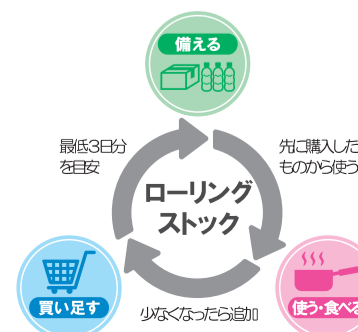 備える
最低3日分
を目安
先に購入した
ものから使う
ローリング
ストック
買い足す
少なくなったら追加
使う・食べる